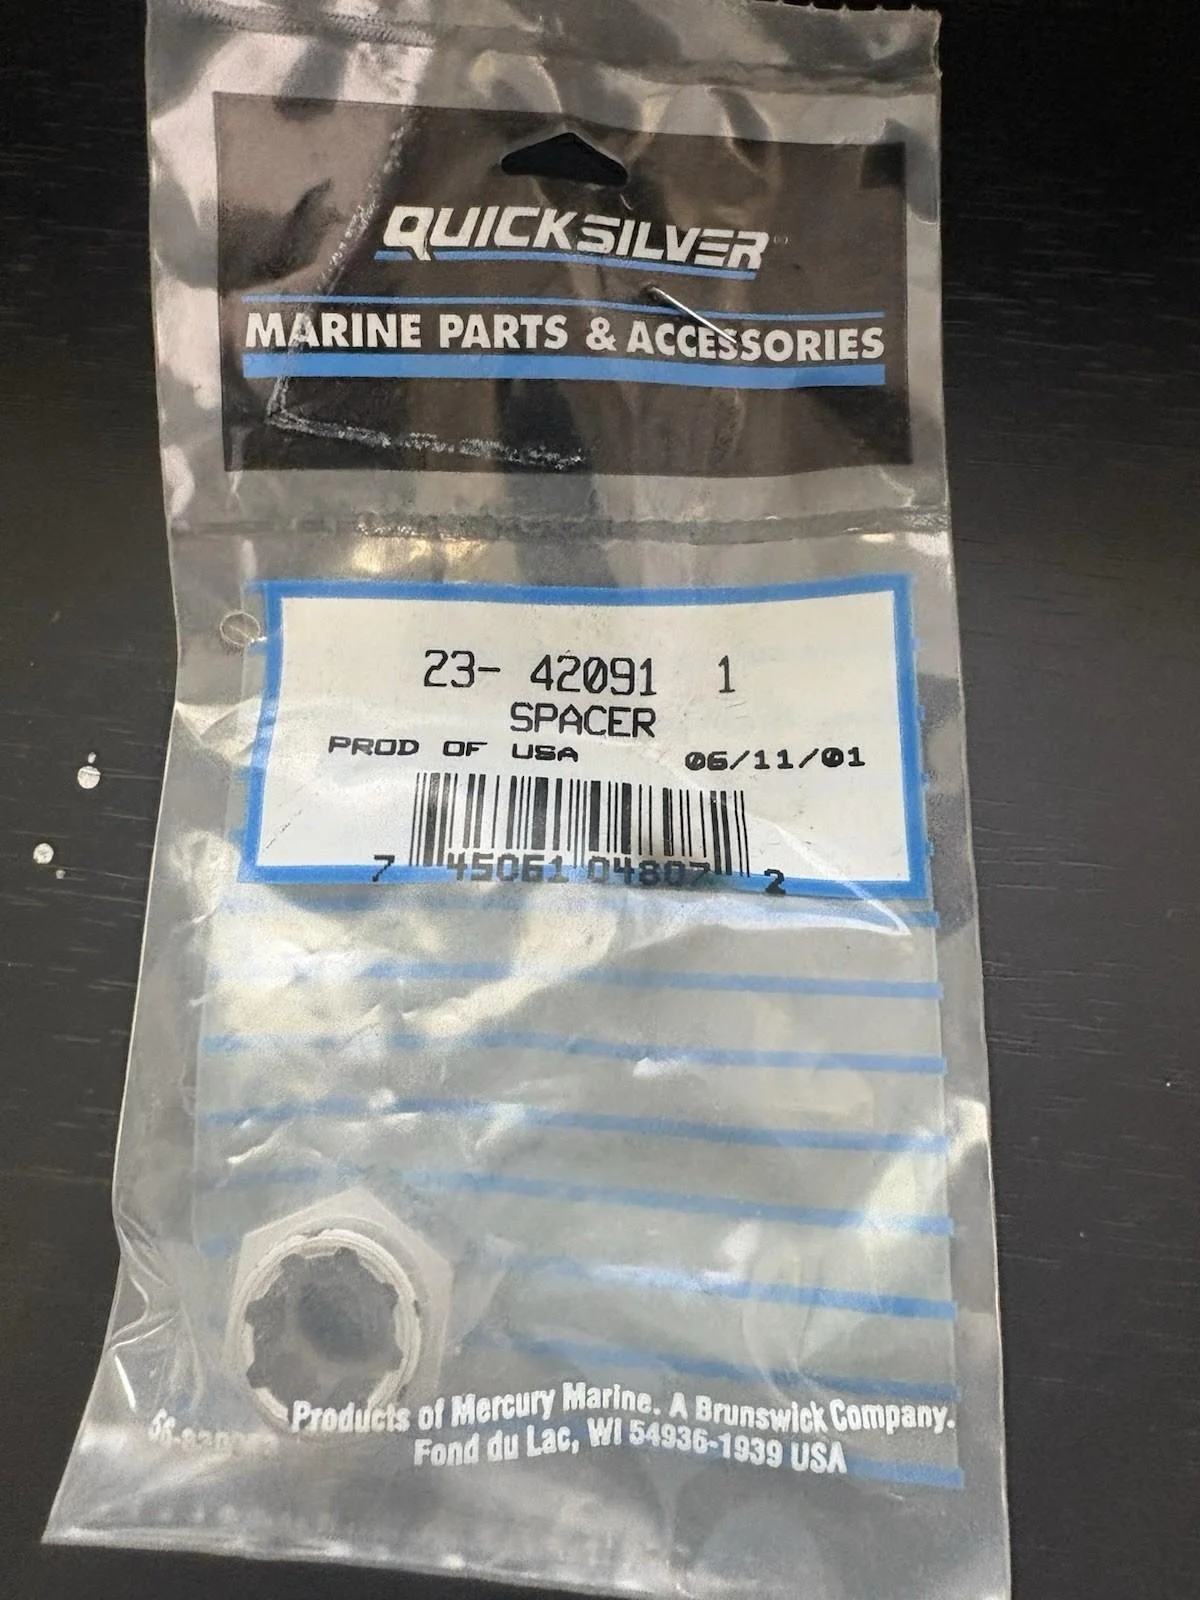 QUICKSILVER
MARINE PARTS & ACCESSORIES
23- 42091 1
SPACER
PROD OF USA 06/11/01
7 45061 04807 2
Products of Mercury Marine. A Brunswick Company.
Fond du Lac, WI 54936-1939 USA